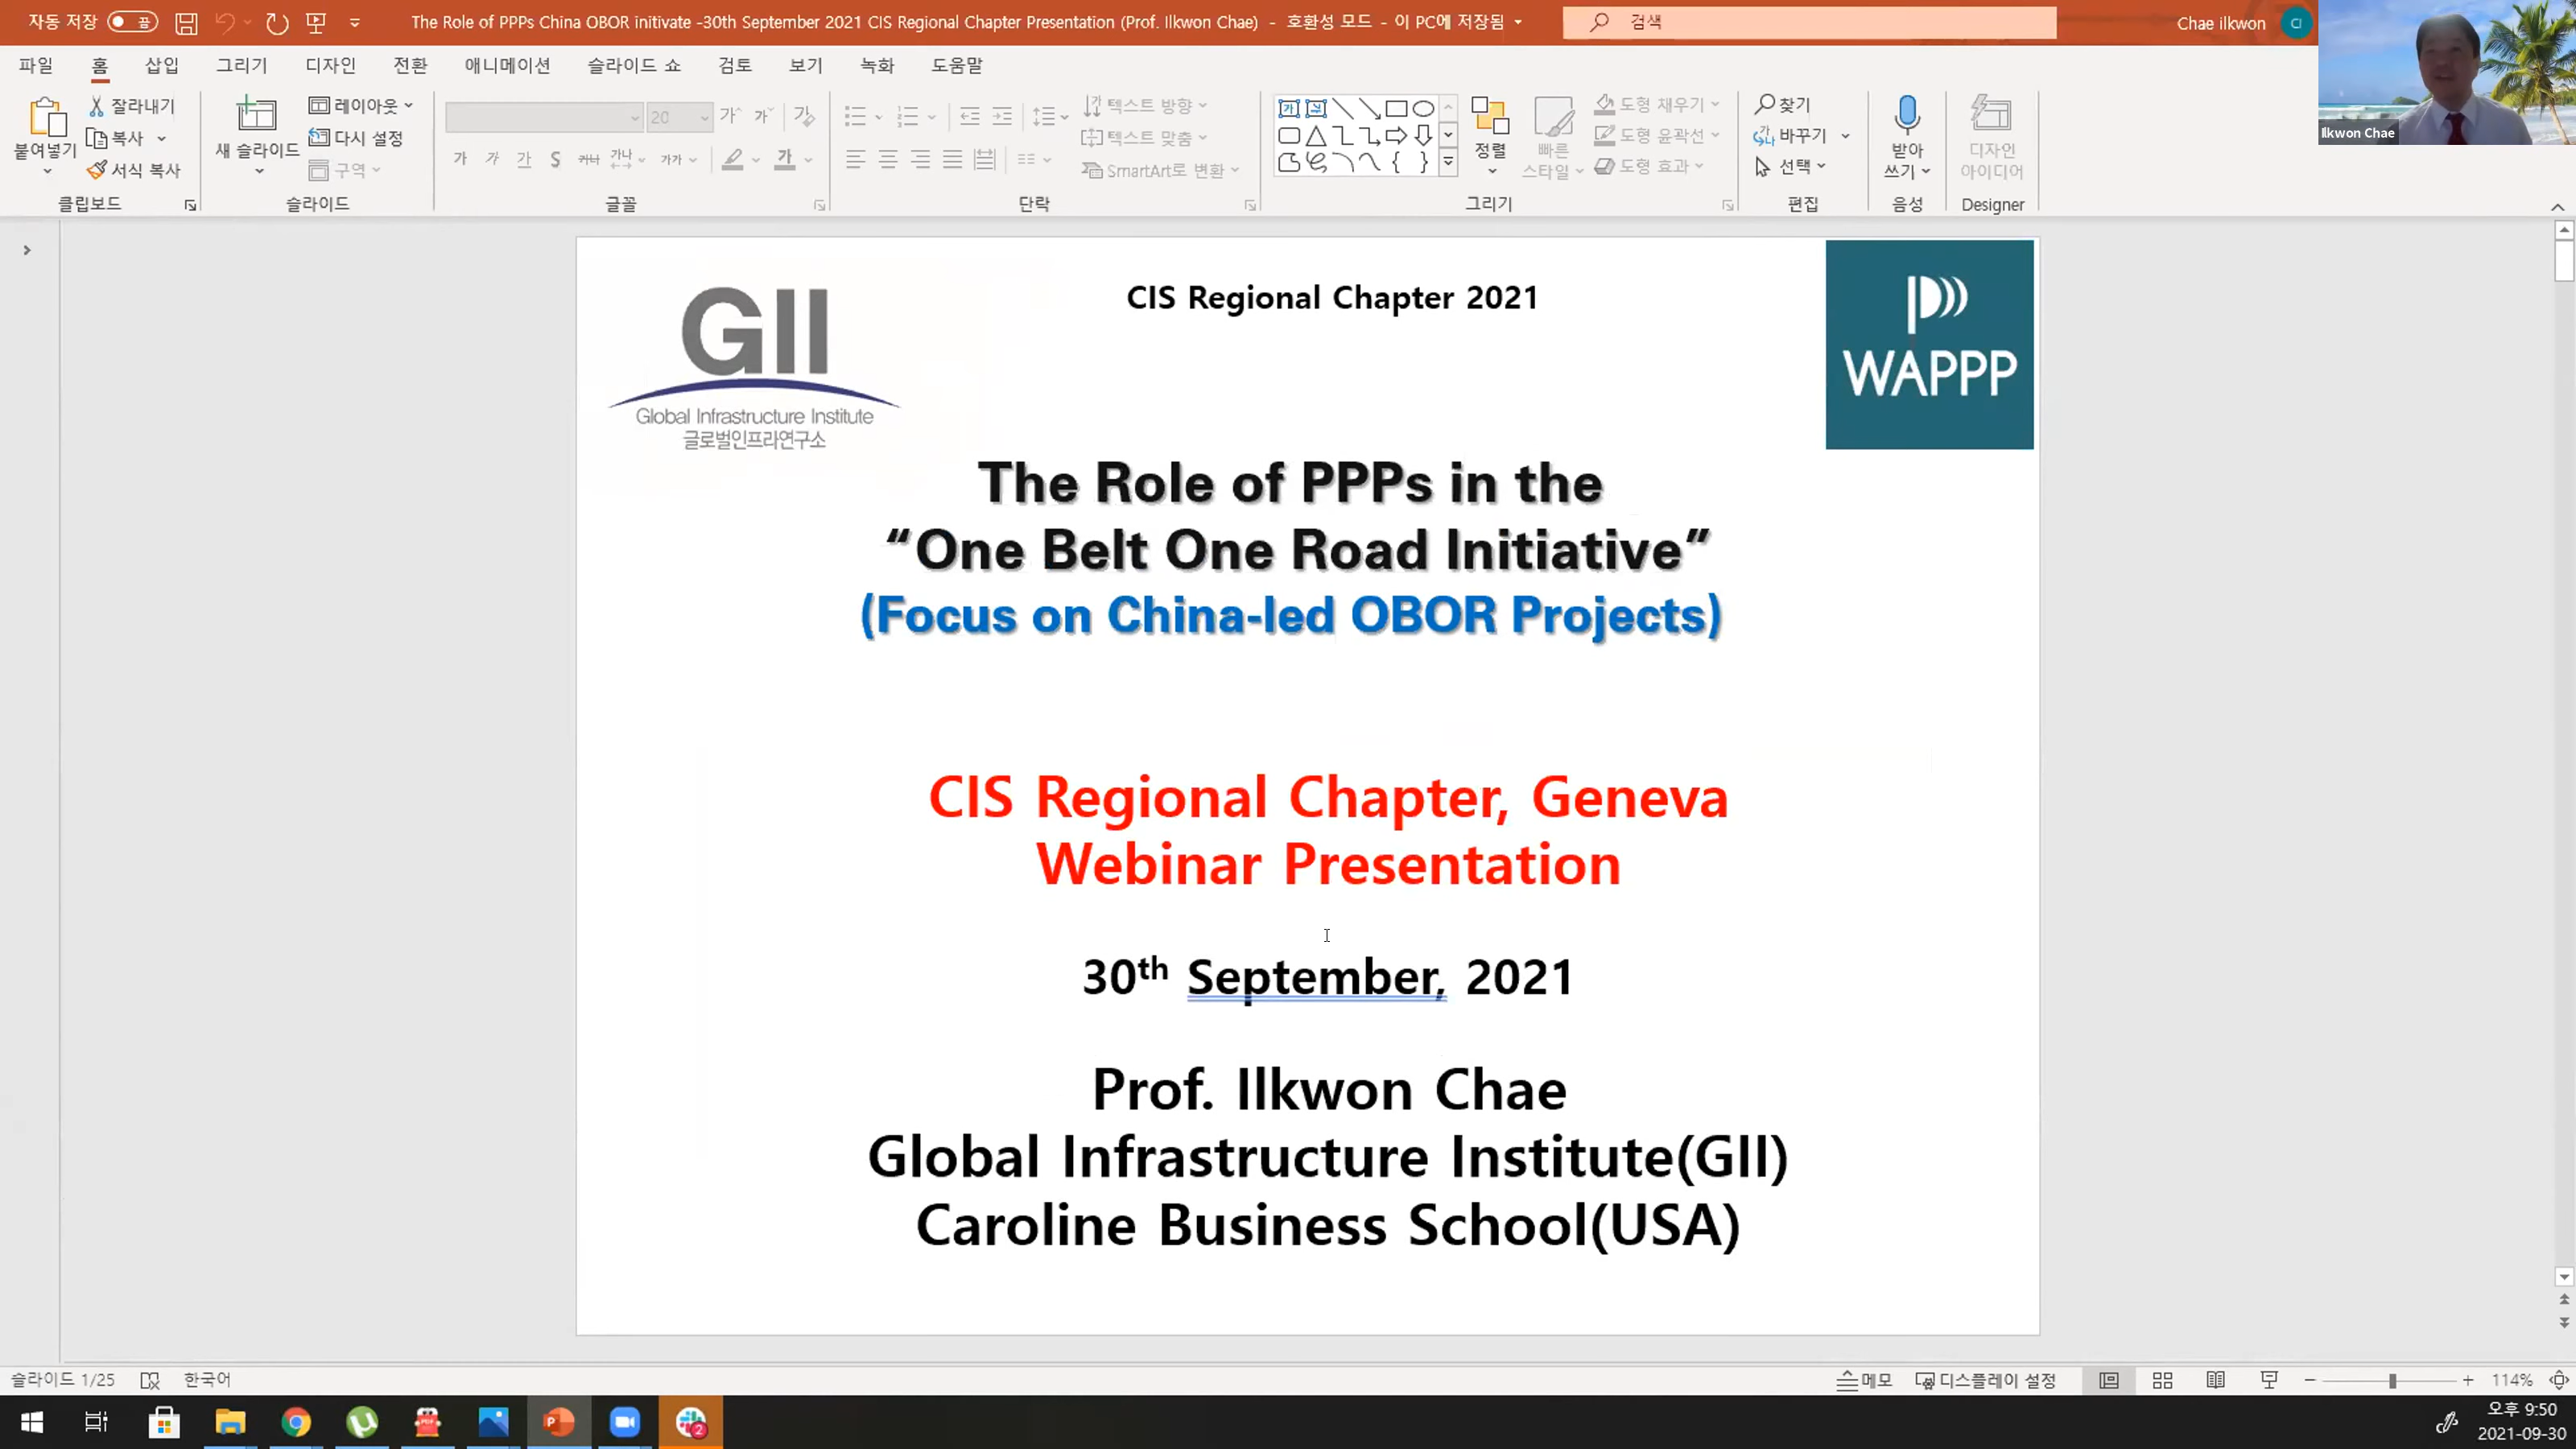 자동 저장 끔 The Role of PPPs China OBOR initivate -30th September 2021 CIS Regional Chapter Presentation (Prof. Ilkwon Chae) - 호환성 모드 - 이 PC에 저장됨 검색 Chae ilkwon CI
파일 홈 삽입 그리기 디자인 전환 애니메이션 슬라이드 쇼 검토 보기 녹화 도움말
Ilkwon Chae
잘라내기 레이아웃 20 텍스트 방향 도형 채우기 찾기
복사 다시 설정 텍스트 맞춤 도형 윤곽선 바꾸기
붙여넣기 새 슬라이드 정렬 빠른 스타일 받아쓰기 디자인 아이디어
서식 복사 구역 SmartArt로 변환 도형 효과 선택
클립보드 슬라이드 글꼴 단락 그리기 편집 음성 Designer
CIS Regional Chapter 2021
GII
Global Infrastructure Institute
글로벌인프라연구소
WAPPP
The Role of PPPs in the
“One Belt One Road Initiative”
(Focus on China-led OBOR Projects)
CIS Regional Chapter, Geneva
Webinar Presentation
30th September, 2021
Prof. Ilkwon Chae
Global Infrastructure Institute(GII)
Caroline Business School(USA)
슬라이드 1/25 한국어 메모 디스플레이 설정 114%
오후 9:50
2021-09-30